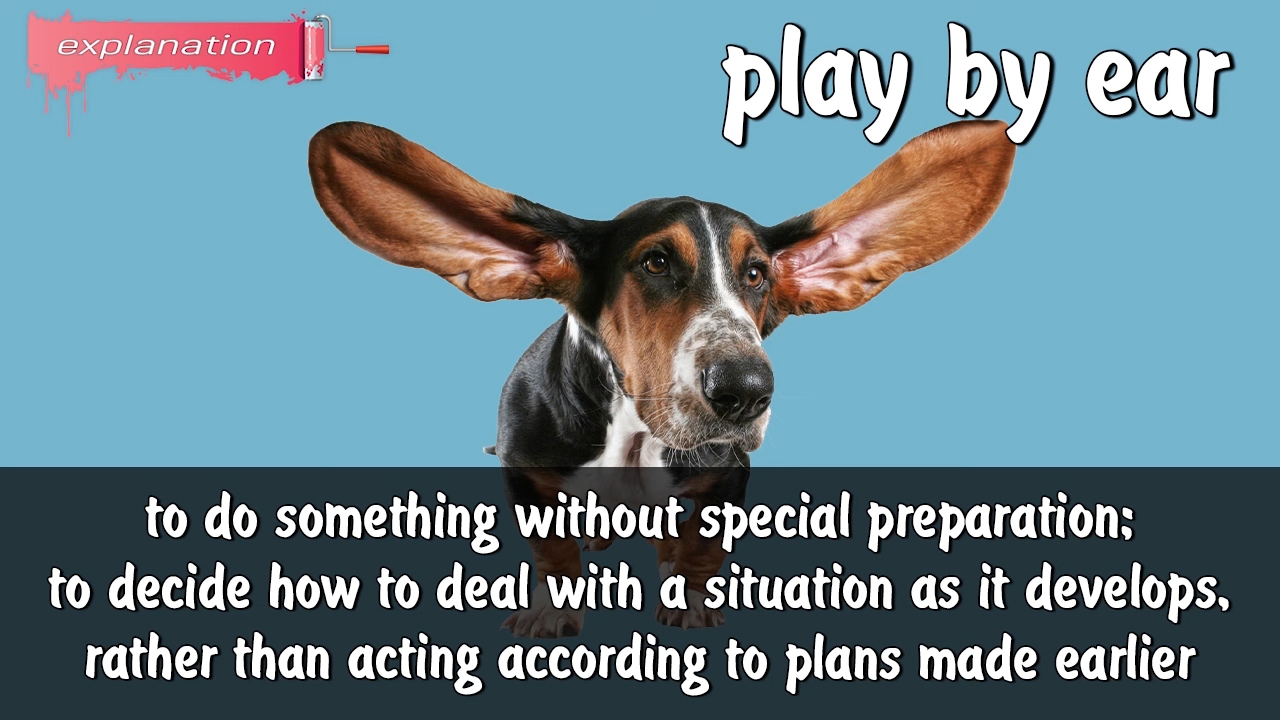 explanation
play by ear
to do something without special preparation;
to decide how to deal with a situation as it develops,
rather than acting according to plans made earlier